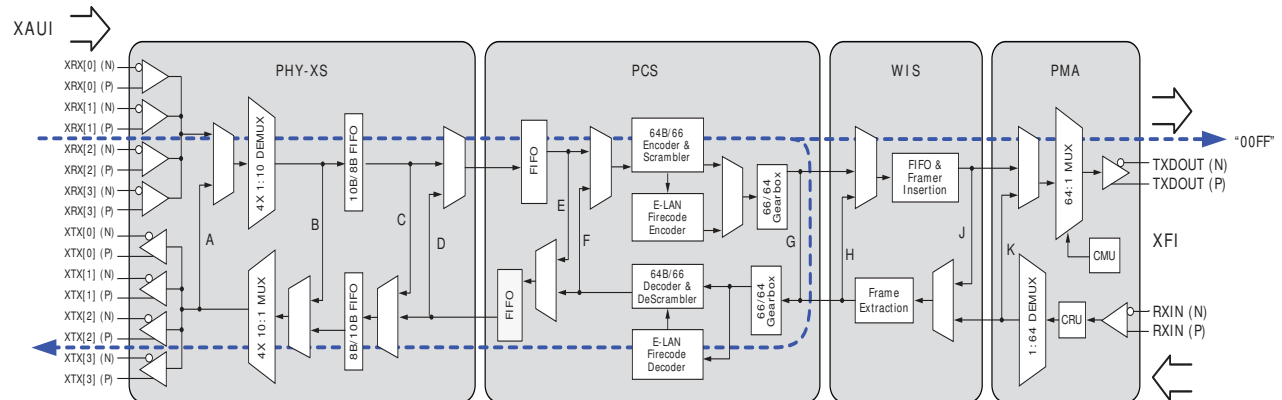 XAUI
PHY-XS
PCS
WIS
PMA
XRX[0] (N)
XRX[0] (P)
XRX[1] (N)
XRX[1] (P)
XRX[2] (N)
XRX[2] (P)
XRX[3] (N)
XRX[3] (P)
XTX[0] (N)
XTX[0] (P)
XTX[1] (N)
XTX[1] (P)
XTX[2] (N)
XTX[2] (P)
XTX[3] (N)
XTX[3] (P)
A
4X 1:10 DEMUX
4X 10:1 MUX
B
10B/8B FIFO
8B/10B FIFO
C
D
FIFO
FIFO
E
F
64B/66
Encoder &
Scrambler
E-LAN
Firecode
Encoder
66/64
Gearbox
64B/66
Decoder &
DeScrambler
E-LAN
Firecode
Decoder
66/64
Gearbox
G
H
FIFO &
Framer
Insertion
Frame
Extraction
J
K
64:1 MUX
CMU
1:64 DEMUX
CRU
"00FF"
TXDOUT (N)
TXDOUT (P)
XFI
RXIN (N)
RXIN (P)